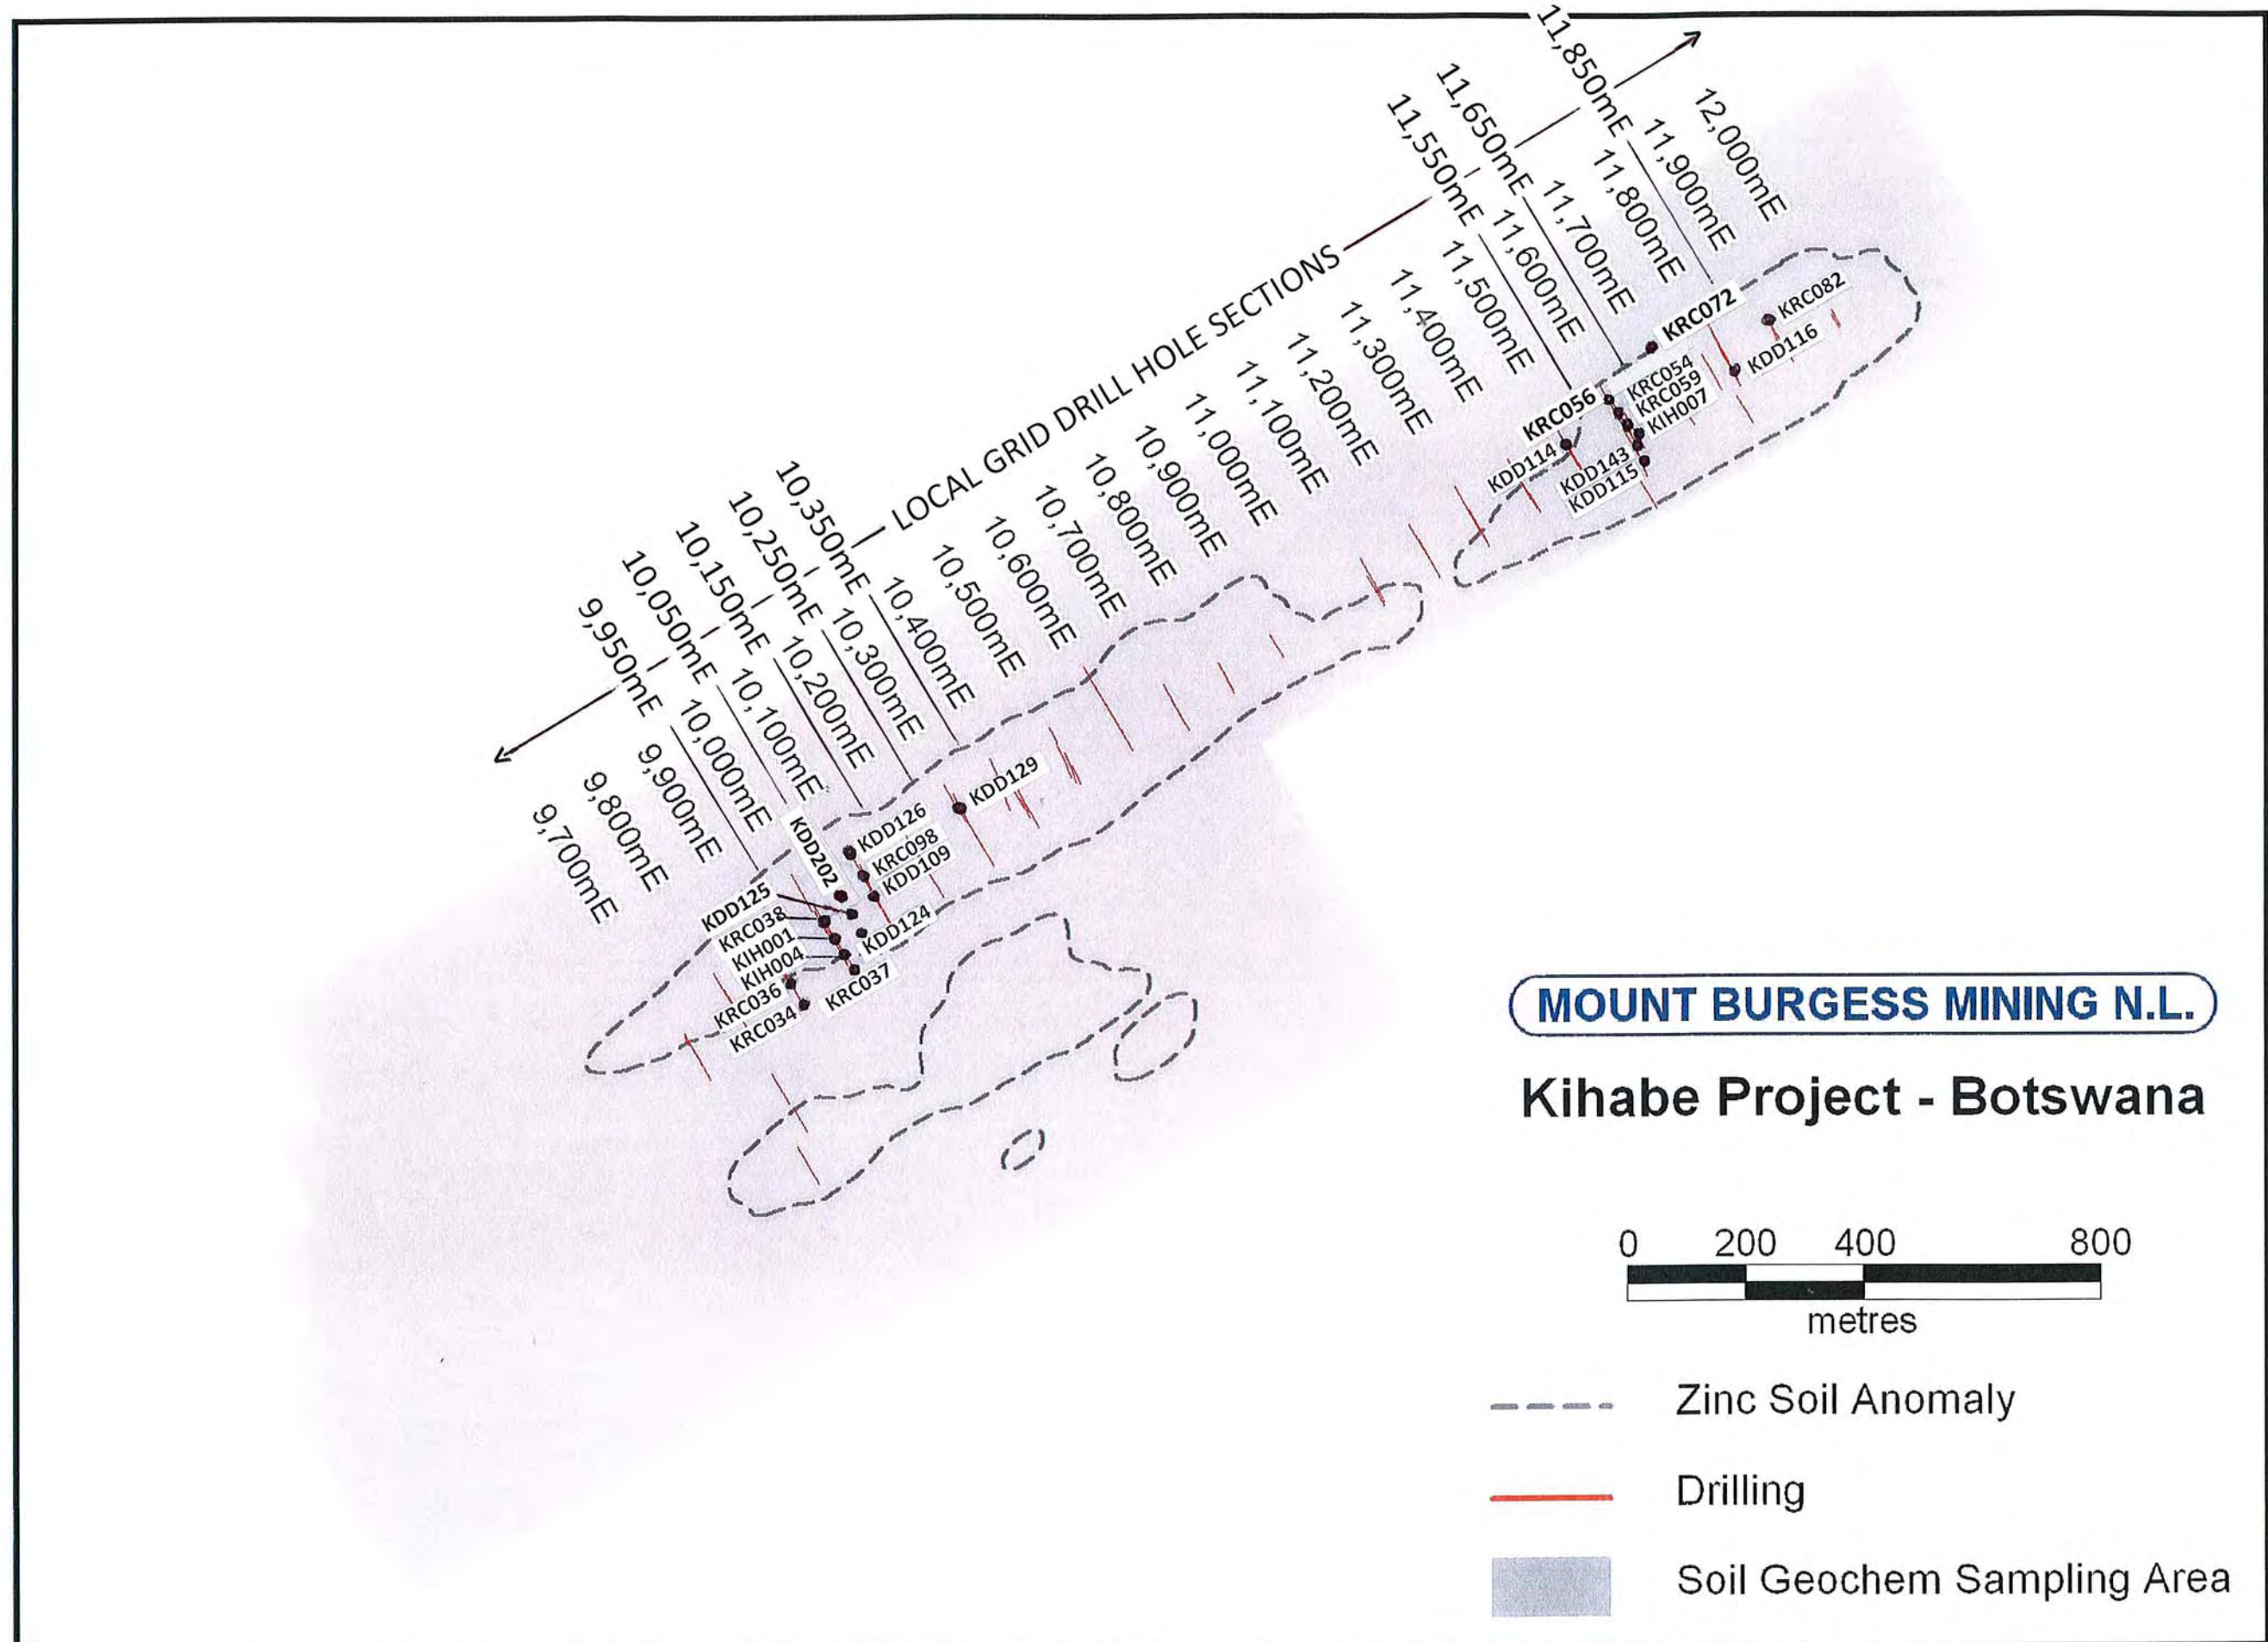 11,850mE
12,000mE
11,650mE
11,900mE
11,550mE
11,800mE
11,700mE
11,600mE
11,500mE
11,400mE
11,300mE
11,200mE
11,100mE
11,000mE
10,900mE
10,800mE
10,700mE
10,600mE
10,500mE
10,400mE
10,350mE
10,300mE
10,250mE
10,200mE
10,150mE
10,100mE
10,050mE
10,000mE
9,950mE
9,900mE
9,800mE
9,700mE
LOCAL GRID DRILL HOLE SECTIONS
KRC082
KRC072
KDD116
KRC054
KRC059
KIH007
KRC056
KDD114
KDD143
KDD115
KDD129
KDD126
KRC098
KDD109
KDD202
KDD125
KRC038
KIH001
KIH004
KDD124
KRC036
KRC034
KRC037
MOUNT BURGESS MINING N.L.
Kihabe Project - Botswana
0 200 400 800
metres
Zinc Soil Anomaly
Drilling
Soil Geochem Sampling Area